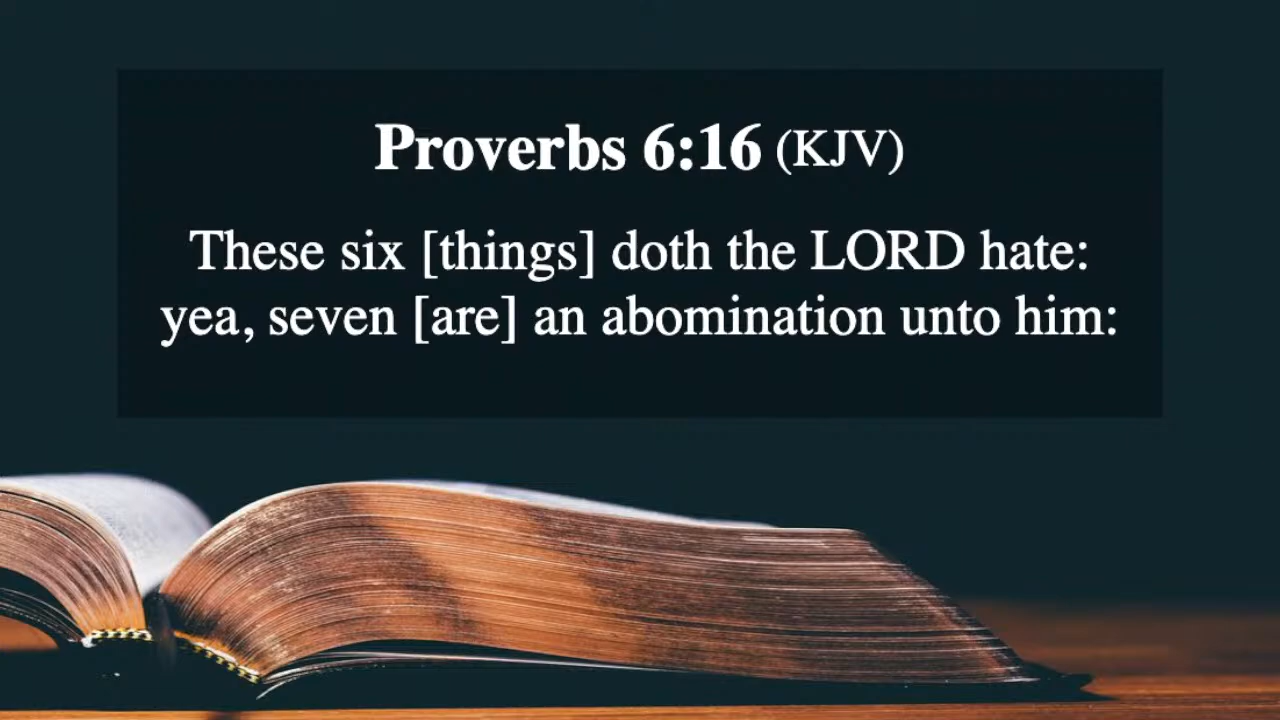 Proverbs 6:16 (KJV)
These six [things] doth the LORD hate:
yea, seven [are] an abomination unto him: